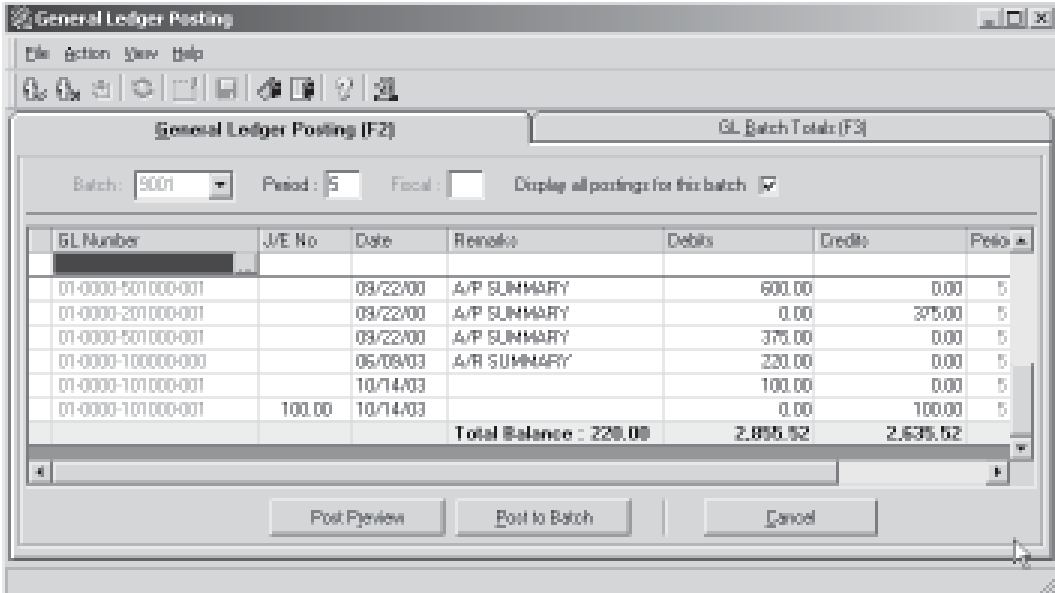 General Ledger Posting
File Action View Help
General Ledger Posting (F2) GL Batch Totals (F3)
Batch : 9001 Period : 5 Fiscal : Display all postings for this batch
GL Number J/E No Date Remarks Debits Credits Perio
...
01-0000-501000-001 09/22/00 A/P SUMMARY 600.00 0.00 5
01-0000-201000-001 09/22/00 A/P SUMMARY 0.00 375.00 5
01-0000-501000-001 09/22/00 A/P SUMMARY 375.00 0.00 5
01-0000-100000-000 06/09/03 A/R SUMMARY 220.00 0.00 5
01-0000-101000-001 10/14/03 100.00 0.00 5
01-0000-101000-001 100.00 10/14/03 0.00 100.00 5
Total Balance : 220.00 2,855.52 2,635.52
Post Preview Post to Batch Cancel